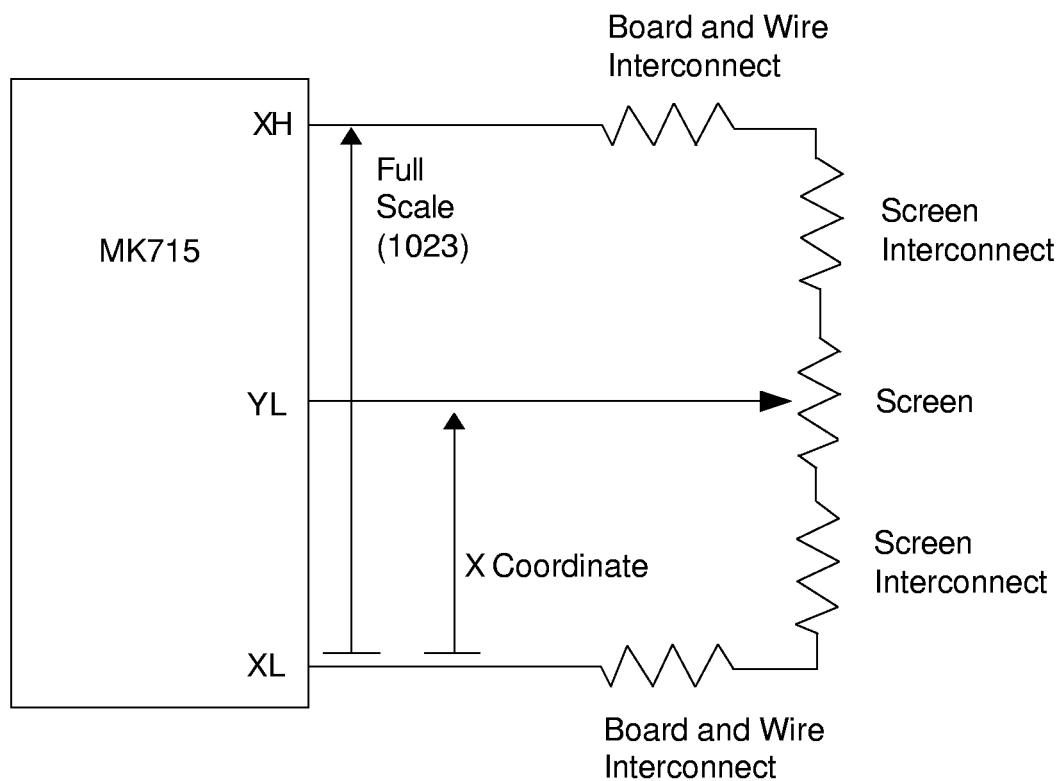 Board and Wire
Interconnect
XH
Full
Scale
(1023)
Screen
Interconnect
MK715
YL
Screen
X Coordinate
Screen
Interconnect
XL
Board and Wire
Interconnect